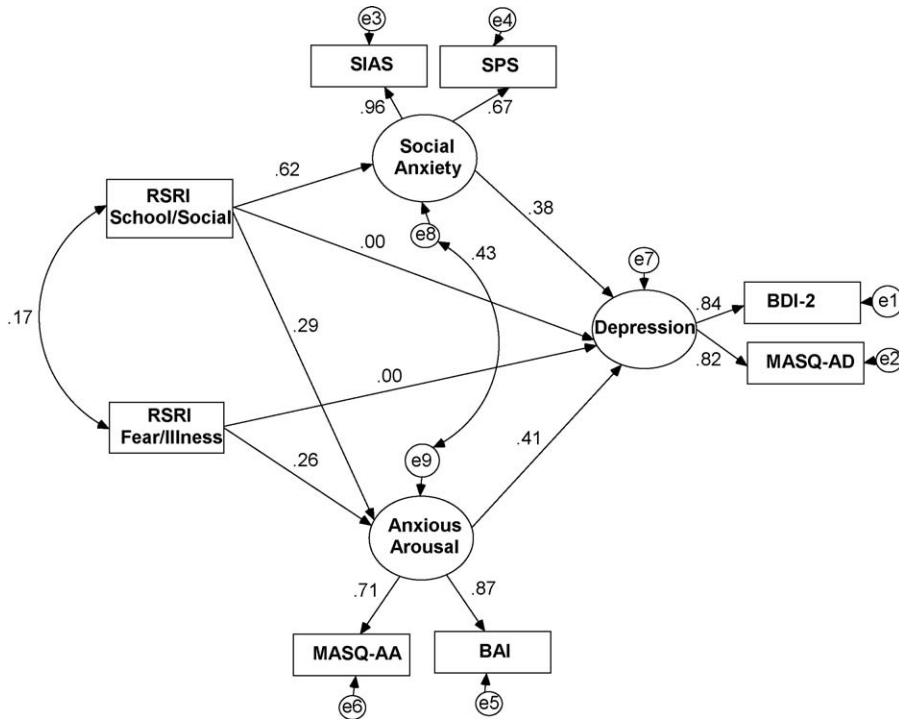 e3
e4
SIAS
SPS
.96
.67
Social
Anxiety
.62
RSRI
School/Social
.38
e8
.43
.00
e7
.17
.29
Depression
.84
BDI-2
e1
.82
MASQ-AD
e2
.00
RSRI
Fear/Illness
.26
e9
.41
Anxious
Arousal
.71
.87
MASQ-AA
BAI
e6
e5